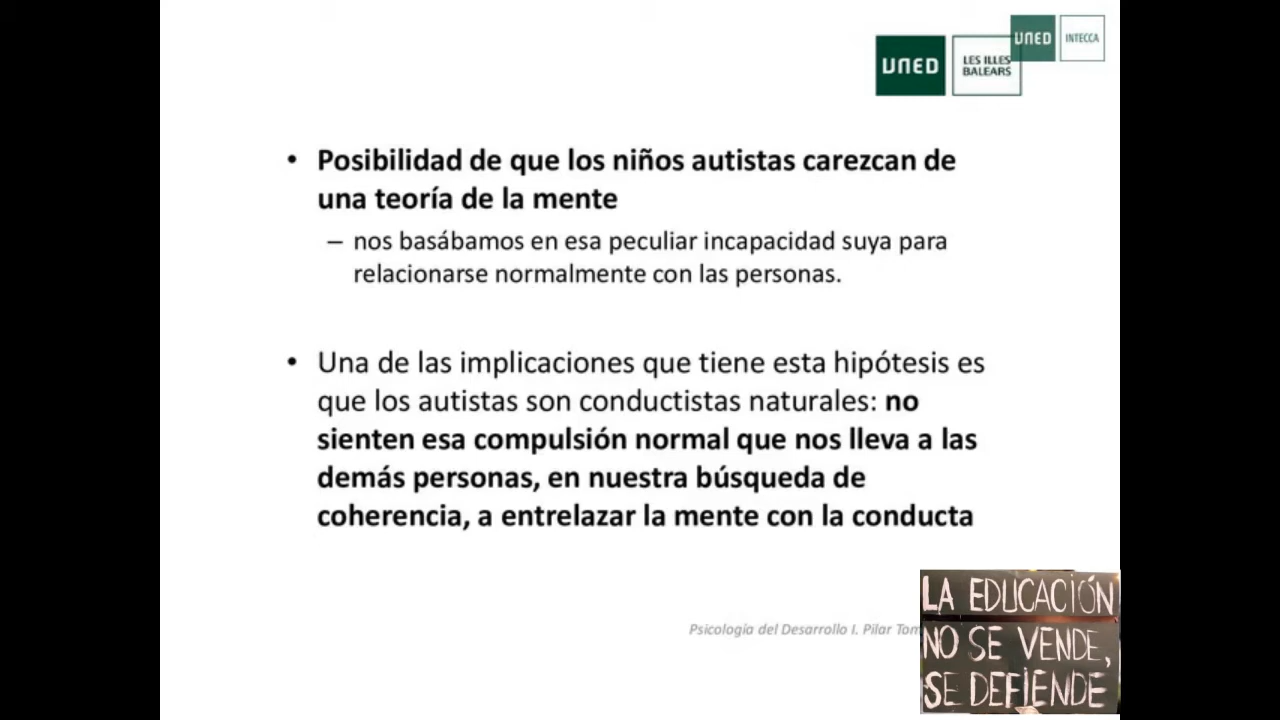 UNED
INTECCA
UNED
LES ILLES
BALEARS
• Posibilidad de que los niños autistas carezcan de
una teoría de la mente
– nos basábamos en esa peculiar incapacidad suya para
relacionarse normalmente con las personas.
• Una de las implicaciones que tiene esta hipótesis es
que los autistas son conductistas naturales: no
sienten esa compulsión normal que nos lleva a las
demás personas, en nuestra búsqueda de
coherencia, a entrelazar la mente con la conducta
Psicología del Desarrollo I. Pilar
LA EDUCACIÓN
NO SE VENDE,
SE DEFIENDE